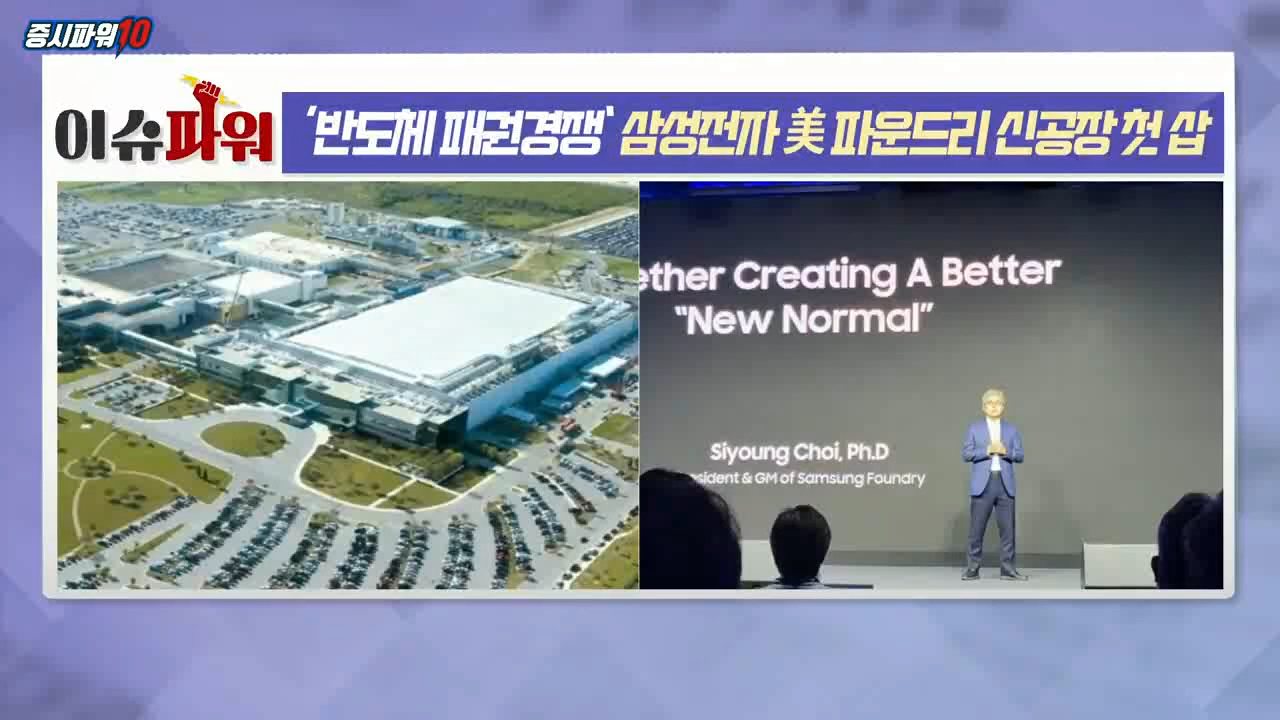 증시파워10
이슈파워
'반도체 패권경쟁' 삼성전자 美 파운드리 신공장 첫 삽
ether Creating A Better
"New Normal"
Siyoung Choi, Ph.D
sident & GM of Samsung Foundry